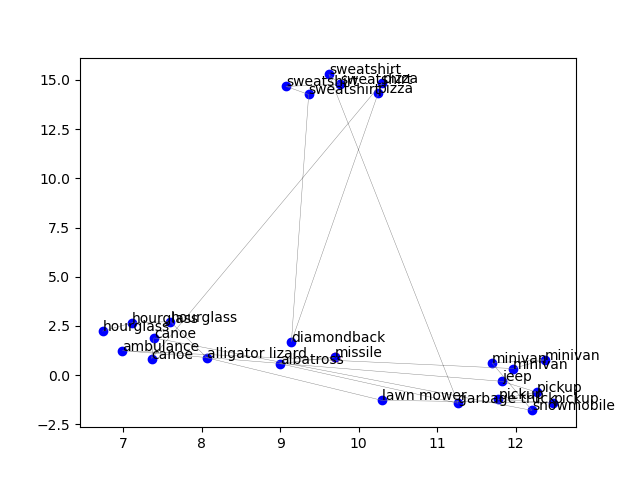 15.0
12.5
10.0
7.5
5.0
2.5
0.0
−2.5
7
8
9
10
11
12
sweatshirt
sweatshirt
sweatshirt
sweatshirt
pizza
pizza
hourglass
hourglass
hourglass
canoe
ambulance
canoe
alligator lizard
diamondback
missile
albatross
minivan
minivan
minivan
jeep
pickup
lawn mower
garbage truck
pickup
pickup
snowmobile